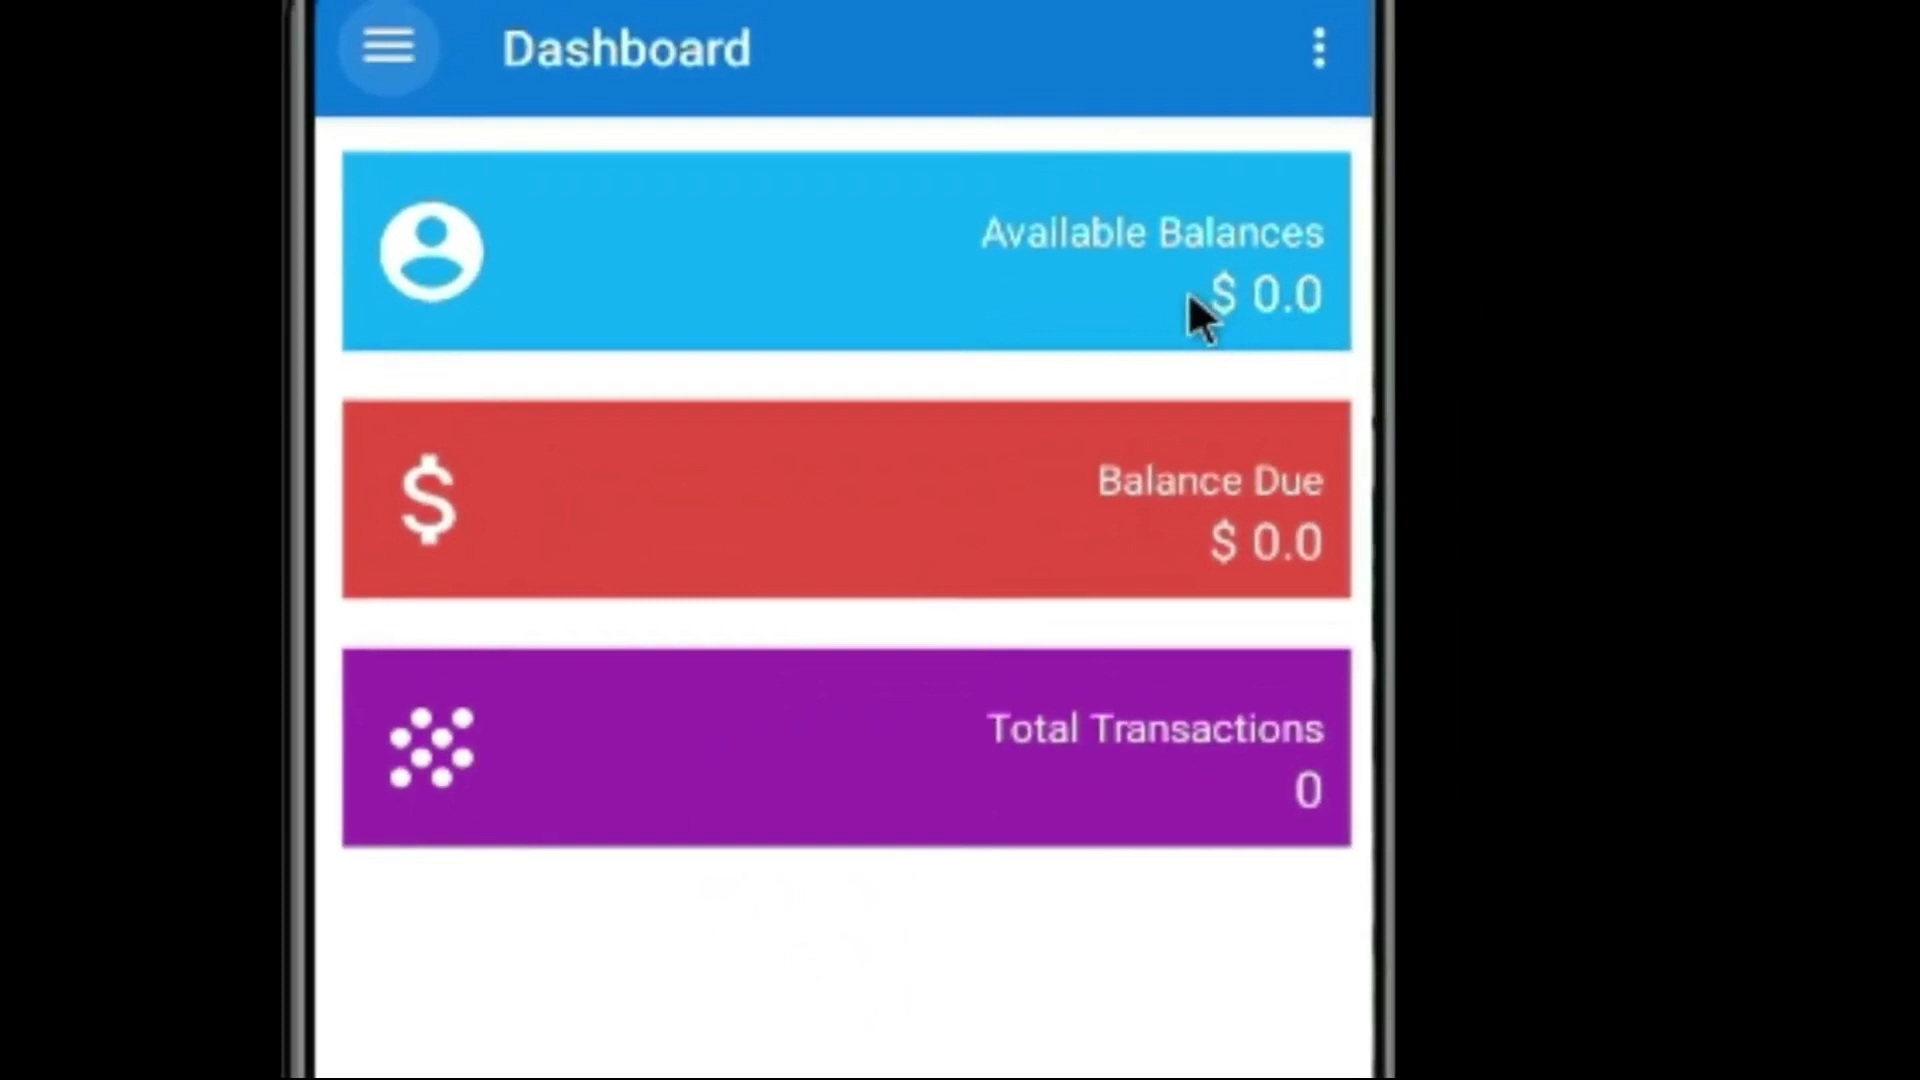 Dashboard
Available Balances
$ 0.0
Balance Due
$ 0.0
Total Transactions
0